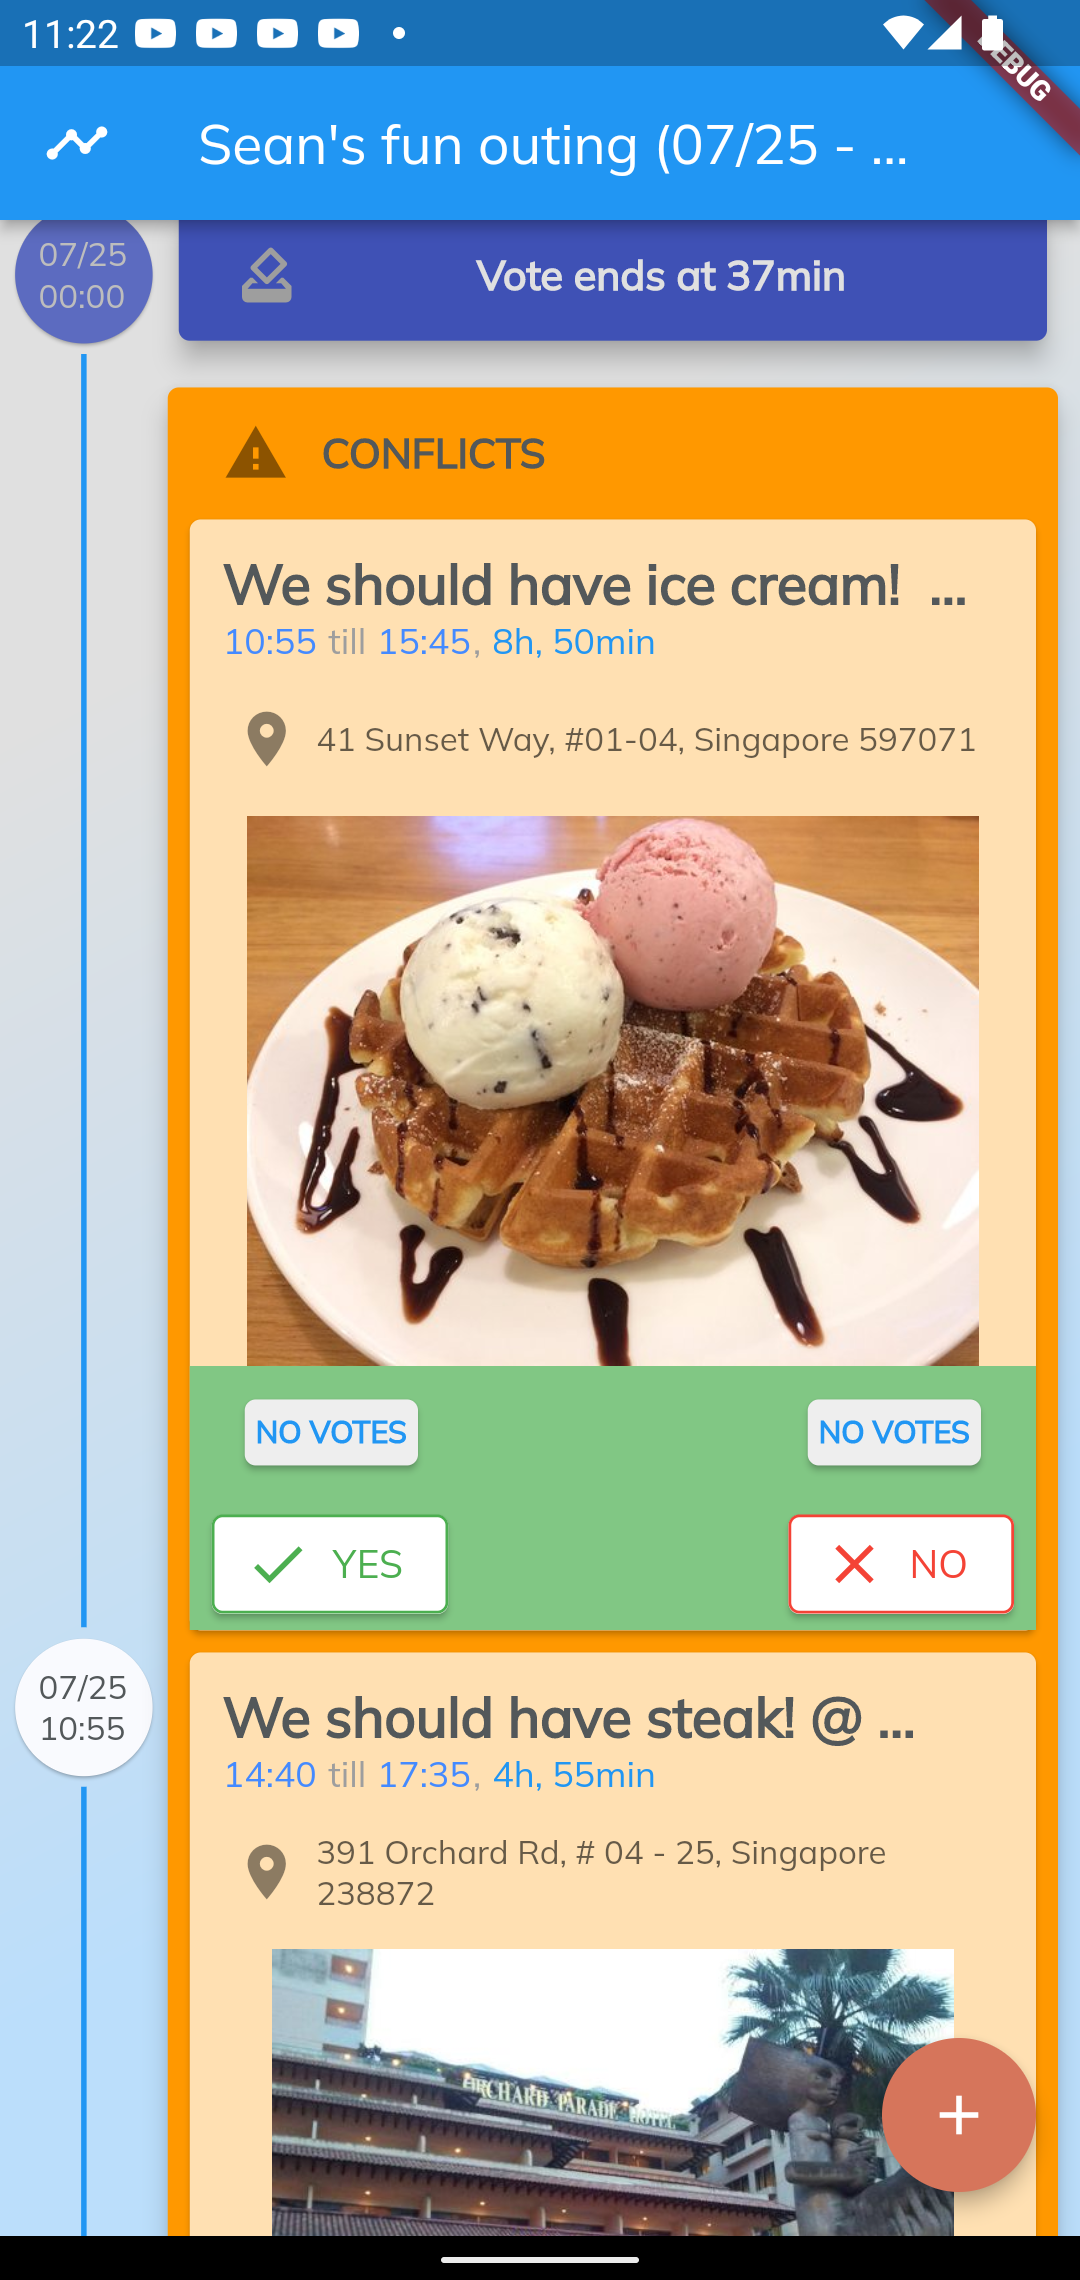 11:22
DEBUG
Sean's fun outing (07/25 - ...
07/25
00:00
Vote ends at 37min
CONFLICTS
We should have ice cream!  ...
10:55 till 15:45, 8h, 50min
41 Sunset Way, #01-04, Singapore 597071
NO VOTES
NO VOTES
YES
NO
07/25
10:55
We should have steak! @ ...
14:40 till 17:35, 4h, 55min
391 Orchard Rd, # 04 - 25, Singapore
238872
ORCHARD PARADE HOTEL